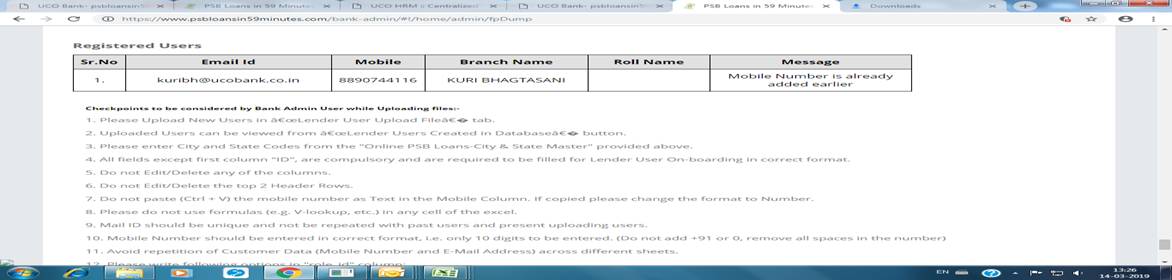 UCO Bank- psbloansin5 UCO HRM :: Centralized UCO Bank- psbloansin5 PSB Loans in 59 Minute Downloads
https://www.psbloansin59minutes.com/bank-admin/#!/home/admin/fpDump
Registered Users
Sr.No Email Id Mobile Branch Name Roll Name Message
1. kuribh@ucobank.co.in 8890744116 KURI BHAGTASANI Mobile Number is already
added earlier
Checkpoints to be considered by Bank Admin User while Uploading files:-
1. Please Upload New Users in â€œLender User Upload Fileâ€� tab.
2. Uploaded Users can be viewed from â€œLender Users Created in Databaseâ€� button.
3. Please enter City and State Codes from the "Online PSB Loans-City & State Master" provided above.
4. All fields except first column "ID", are compulsory and are required to be filled for Lender User On-boarding in correct format.
5. Do not Edit/Delete any of the columns.
6. Do not Edit/Delete the top 2 Header Rows.
7. Do not paste (Ctrl + V) the mobile number as Text in the Mobile Column. If copied please change the format to Number.
8. Please do not use formulas (e.g. V-lookup, etc.) in any cell of the excel.
9. Mail ID should be unique and not be repeated with past users and present uploading users.
10. Mobile Number should be entered in correct format, i.e. only 10 digits to be entered. (Do not add +91 or 0, remove all spaces in the number)
11. Avoid repetition of Customer Data (Mobile Number and E-Mail Address) across different sheets.
12. Please write following options in "role_id" column:
EN 13:26
14-03-2019